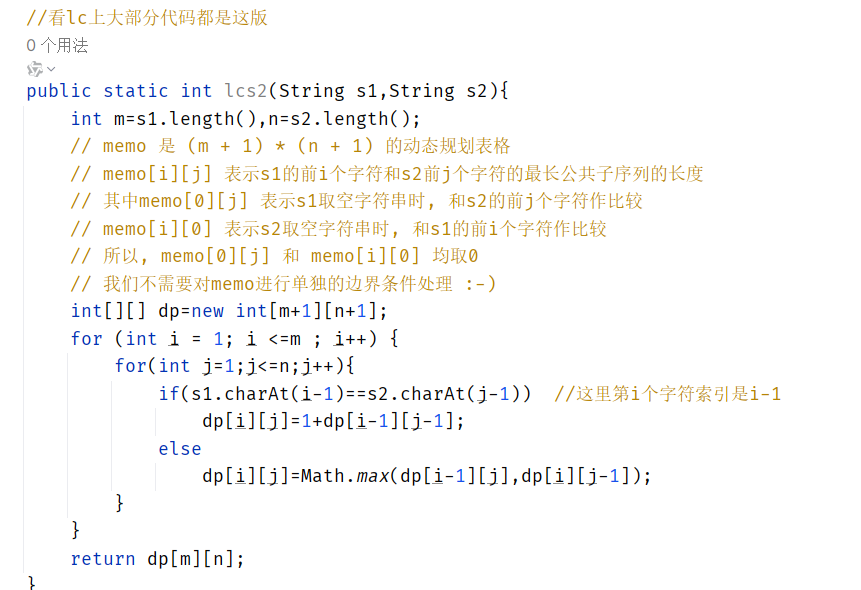 //看lc上大部分代码都是这版
0 个用法
public static int lcs2(String s1,String s2){
int m=s1.length(),n=s2.length();
// memo 是 (m + 1) * (n + 1) 的动态规划表格
// memo[i][j] 表示s1的前i个字符和s2前j个字符的最长公共子序列的长度
// 其中memo[0][j] 表示s1取空字符串时, 和s2的前j个字符作比较
// memo[i][0] 表示s2取空字符串时, 和s1的前i个字符作比较
// 所以, memo[0][j] 和 memo[i][0] 均取0
// 我们不需要对memo进行单独的边界条件处理 :-)
int[][] dp=new int[m+1][n+1];
for (int i = 1; i <=m ; i++) {
for(int j=1;j<=n;j++){
if(s1.charAt(i-1)==s2.charAt(j-1)) //这里第i个字符索引是i-1
dp[i][j]=1+dp[i-1][j-1];
else
dp[i][j]=Math.max(dp[i-1][j],dp[i][j-1]);
}
}
return dp[m][n];
}